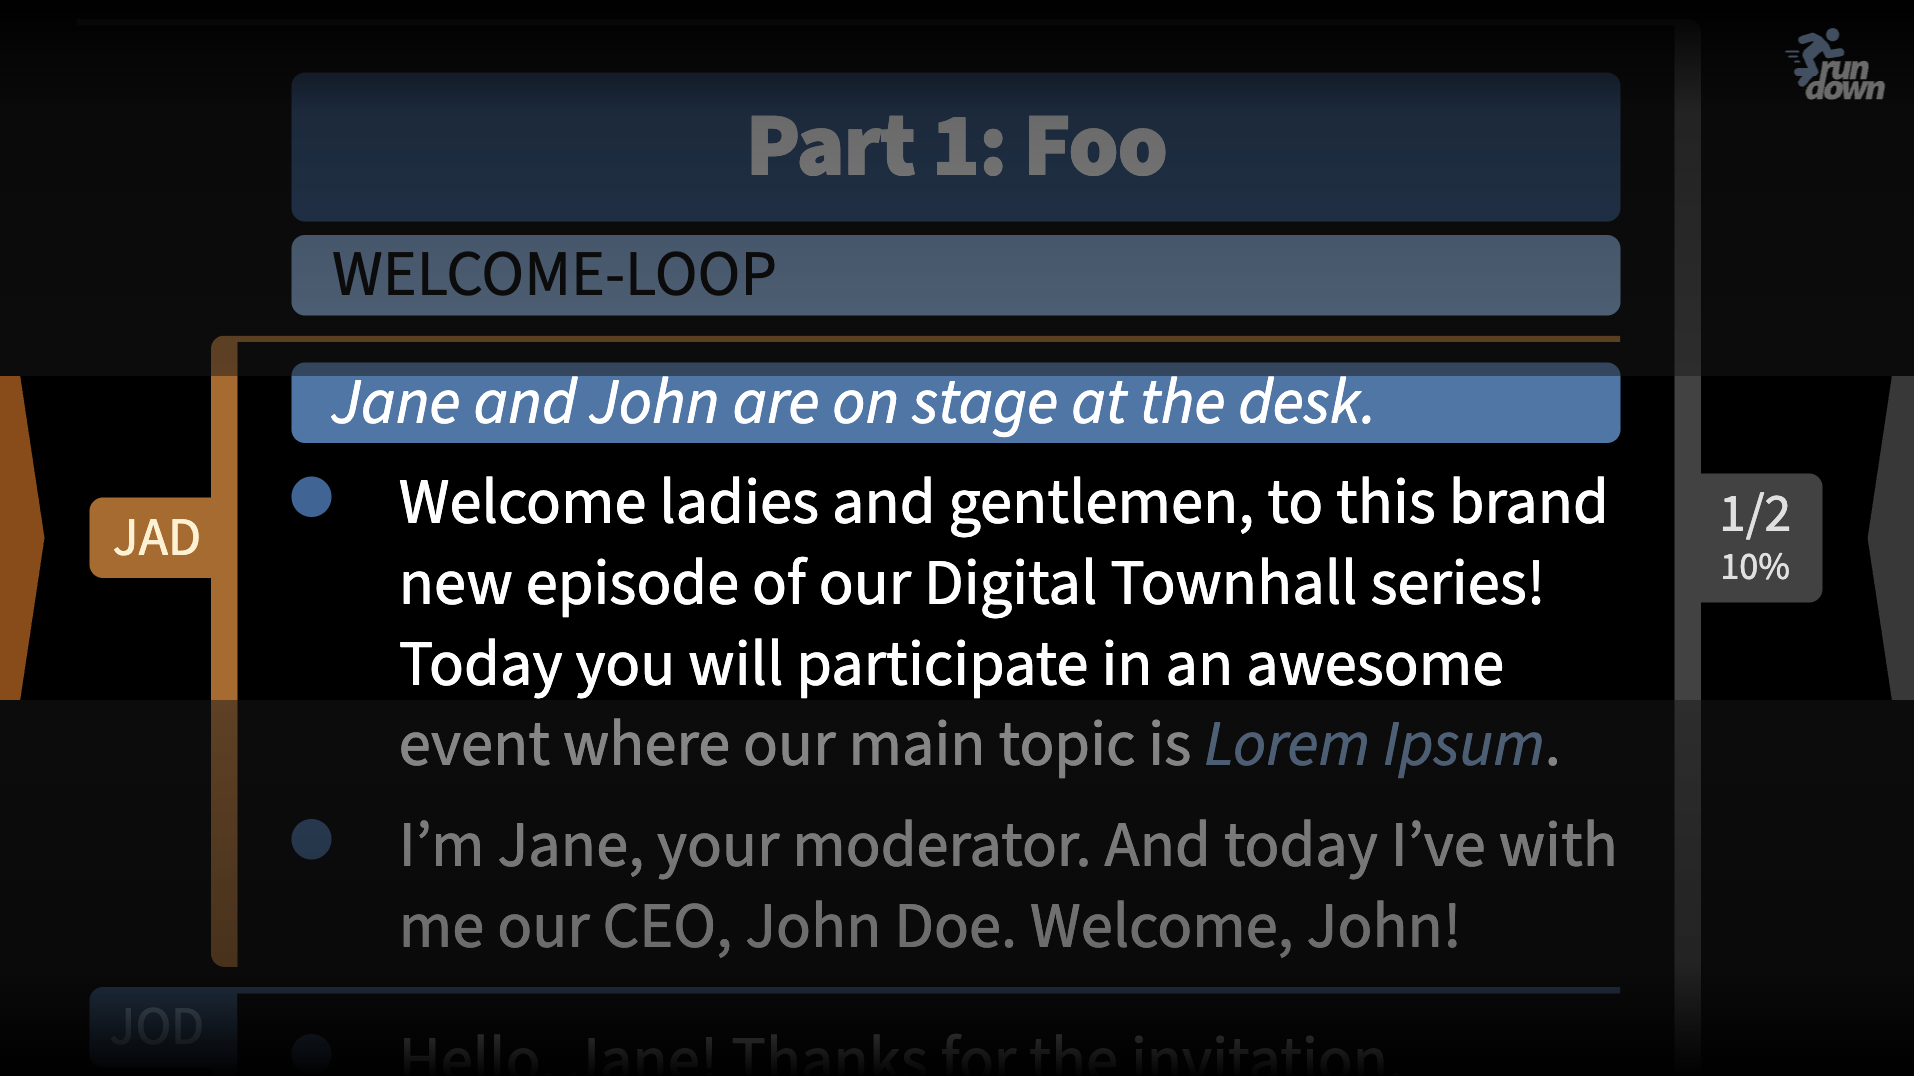 run
down
Part 1: Foo
WELCOME-LOOP
Jane and John are on stage at the desk.
JAD
Welcome ladies and gentlemen, to this brand
new episode of our Digital Townhall series!
Today you will participate in an awesome
event where our main topic is Lorem Ipsum.
1/2
10%
I’m Jane, your moderator. And today I’ve with
me our CEO, John Doe. Welcome, John!
JOD
Hello, Jane! Thanks for the invitation